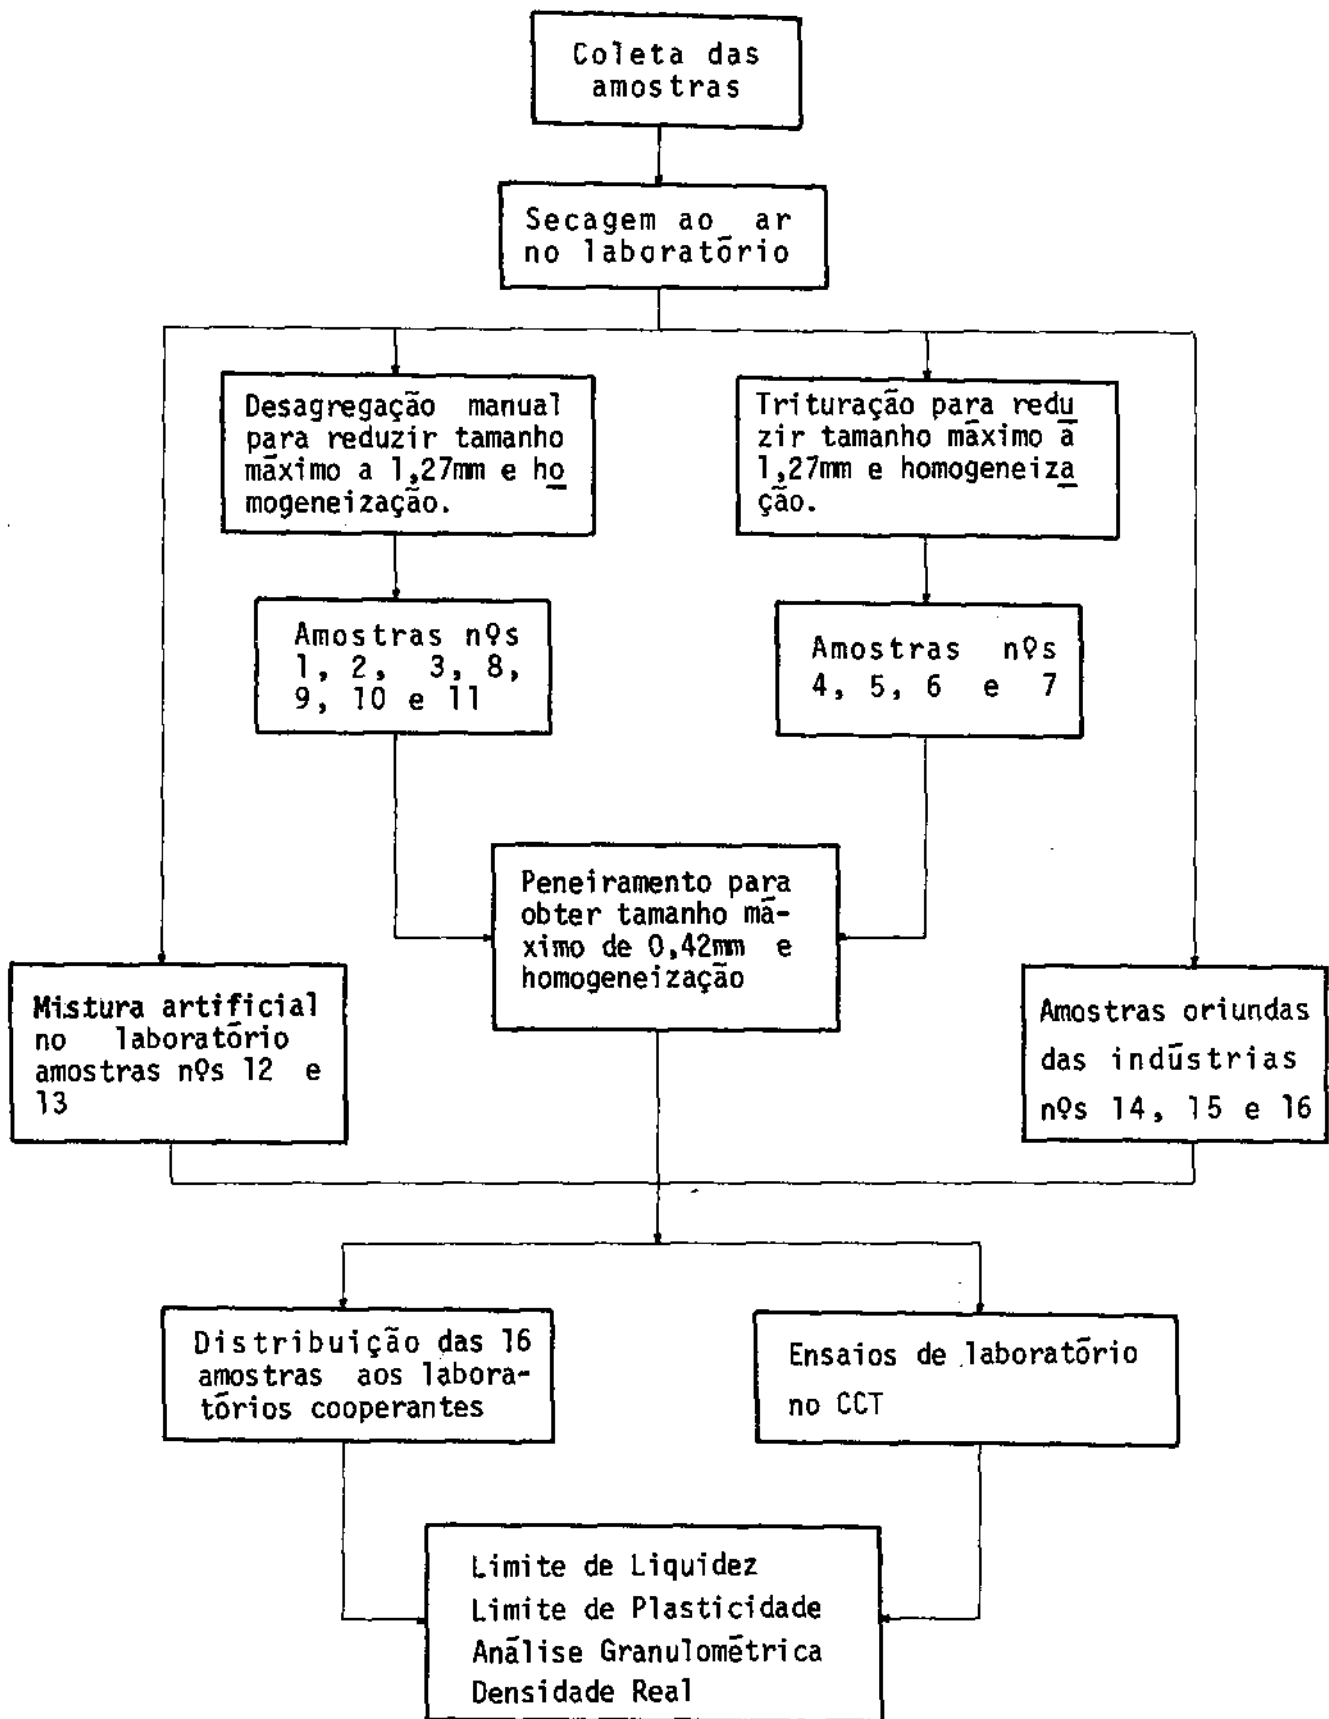 Coleta das
amostras
Secagem ao ar
no laboratório
Desagregação manual
para reduzir tamanho
máximo a 1,27mm e ho
mogeneização.
Trituração para redu
zir tamanho máximo a
1,27mm e homogeneiza
ção.
Amostras nºs
1, 2, 3, 8,
9, 10 e 11
Amostras nºs
4, 5, 6 e 7
Peneiramento para
obter tamanho má-
ximo de 0,42mm e
homogeneização
Mistura artificial
no laboratório
amostras nºs 12 e
13
Amostras oriundas
das indústrias
nºs 14, 15 e 16
Distribuição das 16
amostras aos labora-
tórios cooperantes
Ensaios de laboratório
no CCT
Limite de Liquidez
Limite de Plasticidade
Análise Granulométrica
Densidade Real